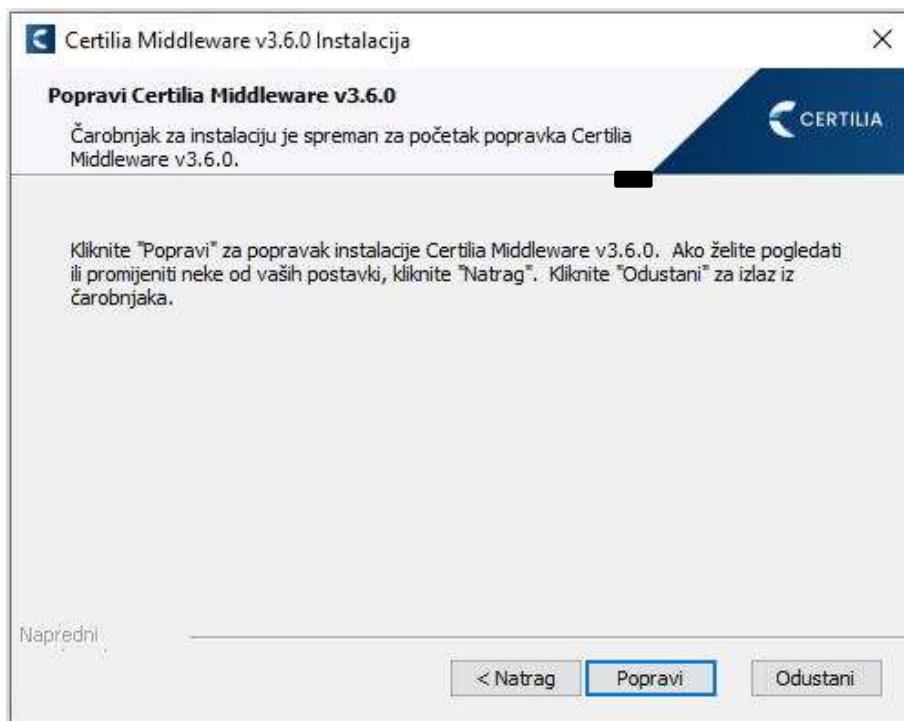 Certilia Middleware v3.6.0 Instalacija
Popravi Certilia Middleware v3.6.0
Čarobnjak za instalaciju je spreman za početak popravka Certilia
Middleware v3.6.0.
CERTILIA
Kliknite "Popravi" za popravak instalacije Certilia Middleware v3.6.0. Ako želite pogledati
ili promijeniti neke od vaših postavki, kliknite "Natrag". Kliknite "Odustani" za izlaz iz
čarobnjaka.
Napredni
< Natrag Popravi Odustani